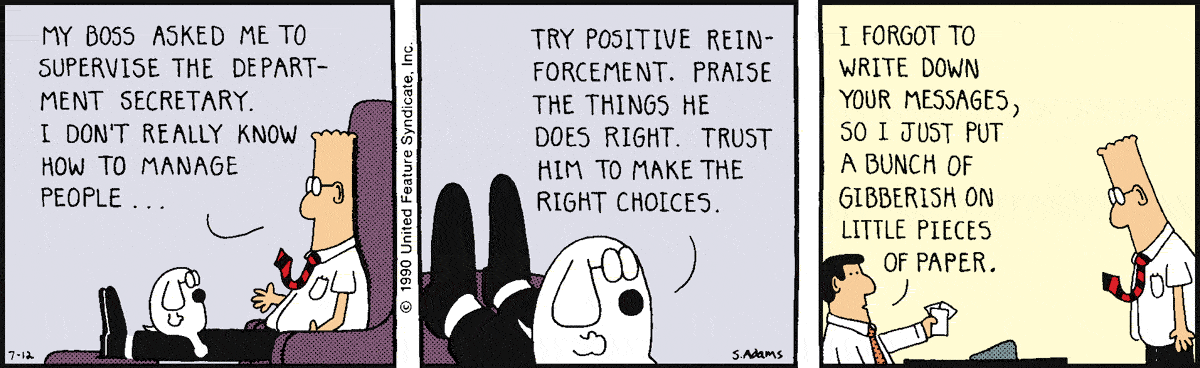 MY BOSS ASKED ME TO
SUPERVISE THE DEPART-
MENT SECRETARY.
I DON'T REALLY KNOW
HOW TO MANAGE
PEOPLE...
7-12
© 1990 United Feature Syndicate, Inc.
TRY POSITIVE REIN-
FORCEMENT. PRAISE
THE THINGS HE
DOES RIGHT. TRUST
HIM TO MAKE THE
RIGHT CHOICES.
S.Adams
I FORGOT TO
WRITE DOWN
YOUR MESSAGES,
SO I JUST PUT
A BUNCH OF
GIBBERISH ON
LITTLE PIECES
OF PAPER.